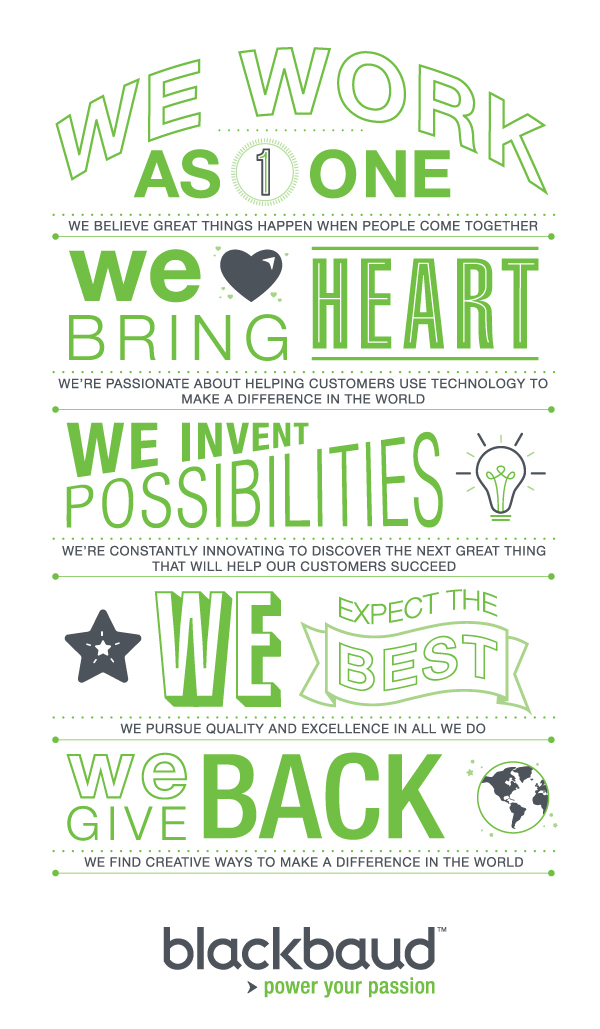 WE WORK
AS 1 ONE
WE BELIEVE GREAT THINGS HAPPEN WHEN PEOPLE COME TOGETHER
we
BRING HEART
WE'RE PASSIONATE ABOUT HELPING CUSTOMERS USE TECHNOLOGY TO
MAKE A DIFFERENCE IN THE WORLD
WE INVENT
POSSIBILITIES
WE'RE CONSTANTLY INNOVATING TO DISCOVER THE NEXT GREAT THING
THAT WILL HELP OUR CUSTOMERS SUCCEED
WE EXPECT THE
BEST
WE PURSUE QUALITY AND EXCELLENCE IN ALL WE DO
we
GIVE BACK
WE FIND CREATIVE WAYS TO MAKE A DIFFERENCE IN THE WORLD
blackbaud™
power your passion